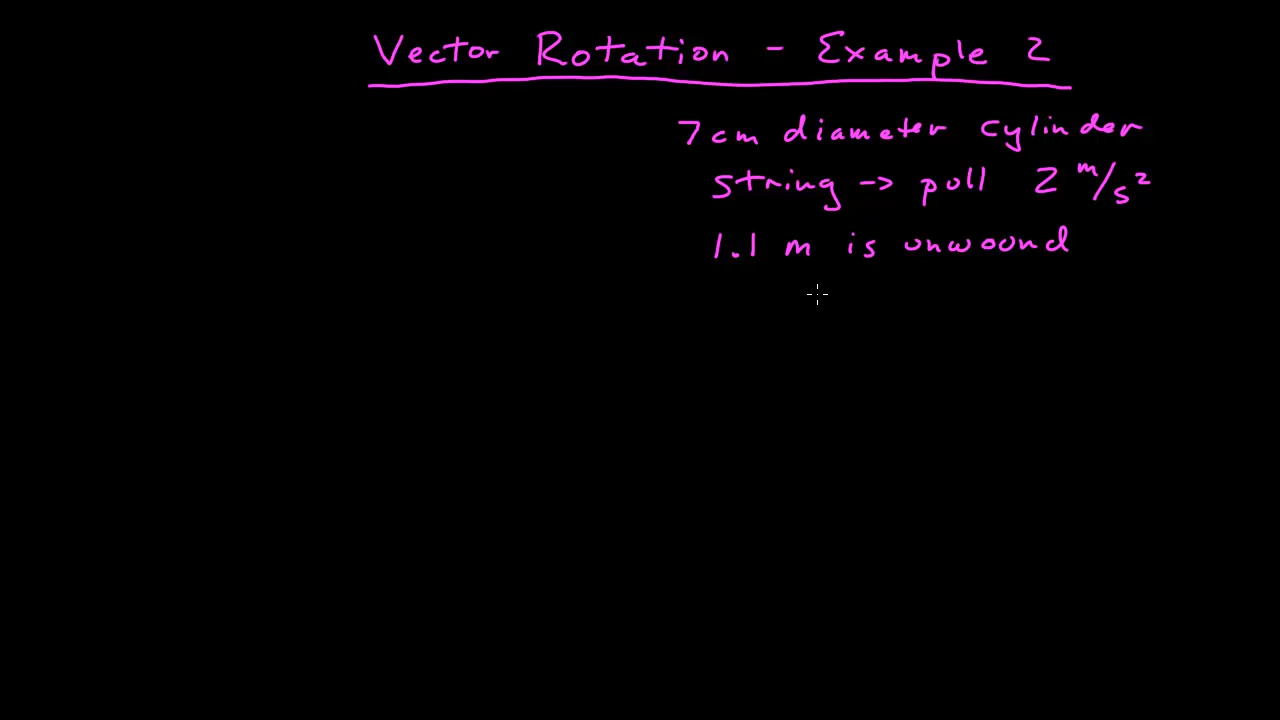 Vector Rotation - Example 2
7cm diameter cylinder
string -> pull 2 m/s²
1.1 m is unwound